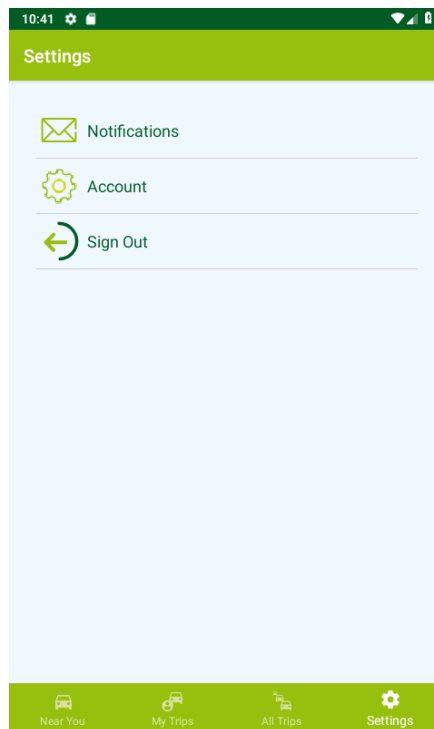 10:41
Settings
Notifications
Account
Sign Out
Near You
My Trips
All Trips
Settings